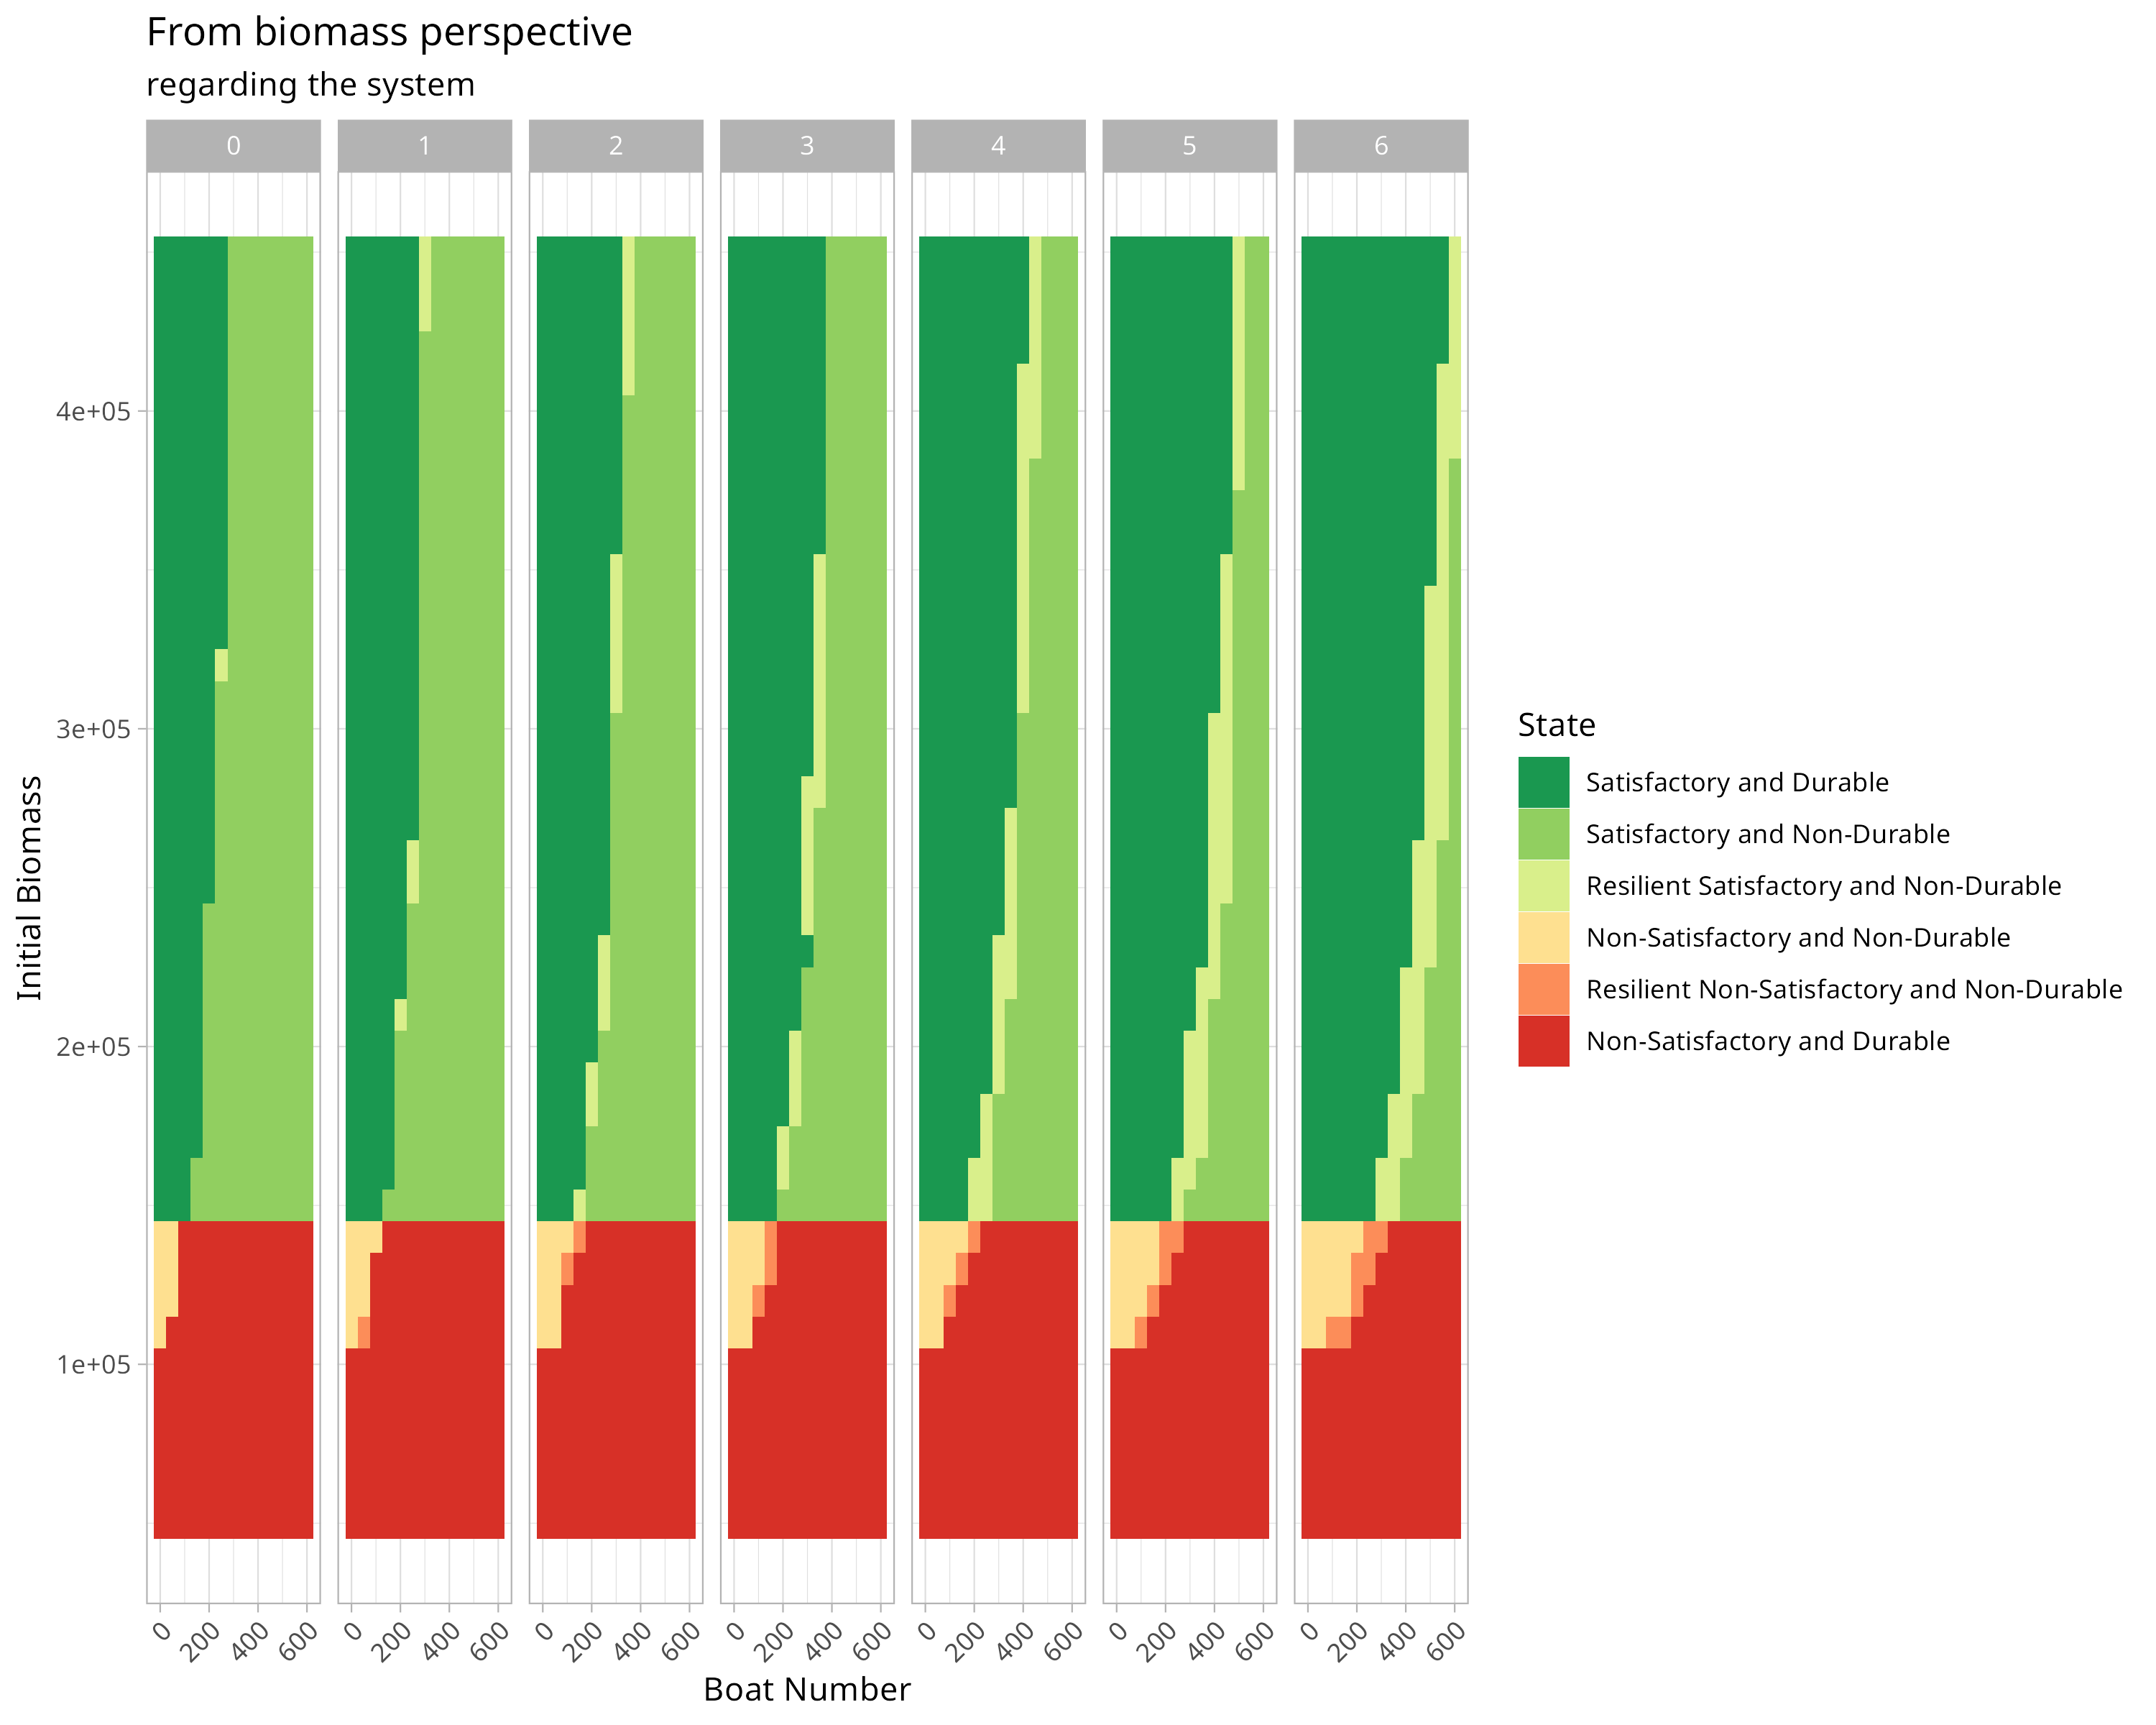 From biomass perspective
regarding the system
0 1 2 3 4 5 6
4e+05
3e+05
2e+05
1e+05
Initial Biomass
0 200 400 600 0 200 400 600 0 200 400 600 0 200 400 600 0 200 400 600 0 200 400 600 0 200 400 600
Boat Number
State
Satisfactory and Durable
Satisfactory and Non-Durable
Resilient Satisfactory and Non-Durable
Non-Satisfactory and Non-Durable
Resilient Non-Satisfactory and Non-Durable
Non-Satisfactory and Durable